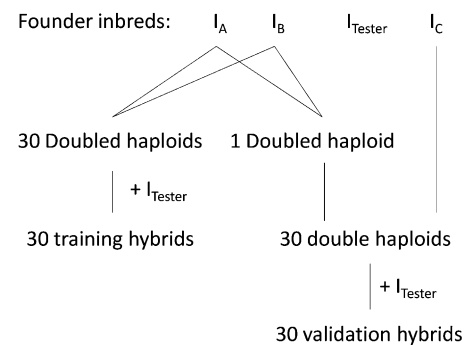 Founder inbreds: I_A I_B I_Tester I_C
30 Doubled haploids 1 Doubled haploid
+ I_Tester
30 training hybrids 30 double haploids
+ I_Tester
30 validation hybrids